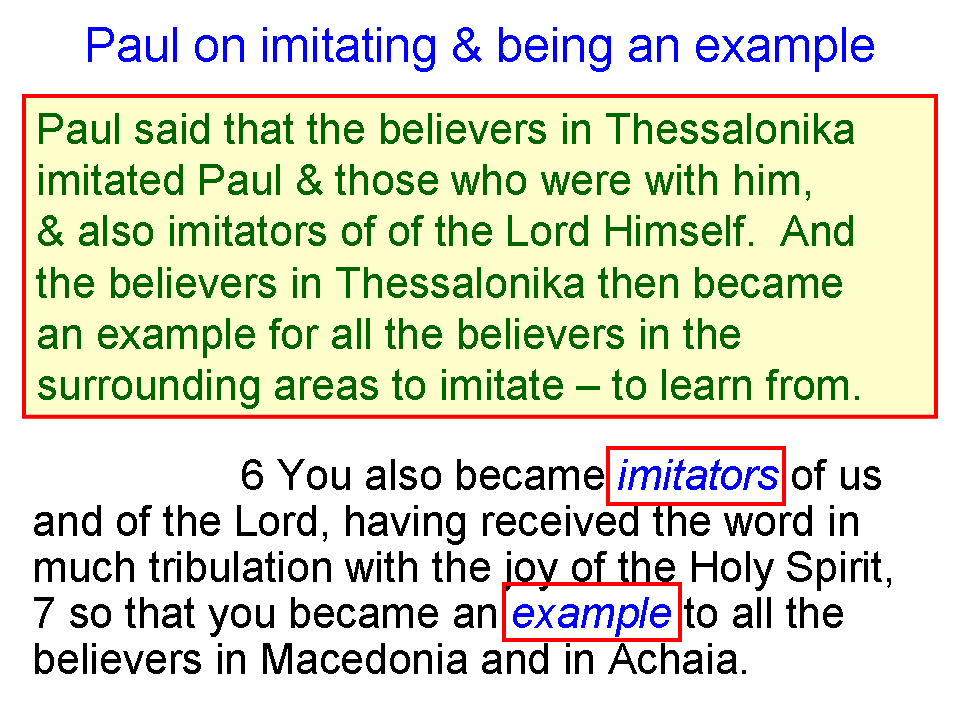 Paul on imitating & being an example
Paul said that the believers in Thessalonika
imitated Paul & those who were with him,
& also imitators of of the Lord Himself.  And
the believers in Thessalonika then became
an example for all the believers in the
surrounding areas to imitate – to learn from.
6 You also became imitators of us
and of the Lord, having received the word in
much tribulation with the joy of the Holy Spirit,
7 so that you became an example to all the
believers in Macedonia and in Achaia.